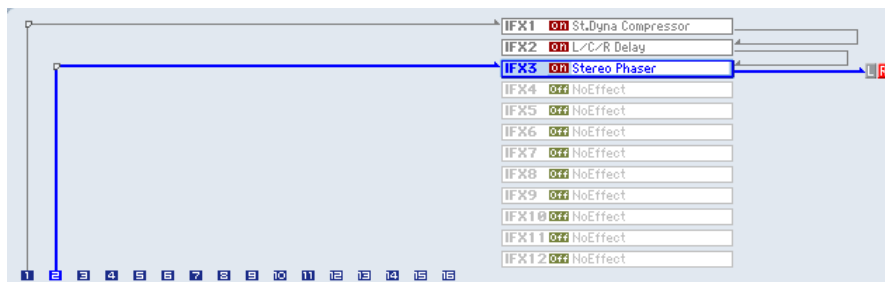 IFX1 On St.Dyna Compressor
IFX2 On L/C/R Delay
IFX3 On Stereo Phaser
L R
IFX4 Off NoEffect
IFX5 Off NoEffect
IFX6 Off NoEffect
IFX7 Off NoEffect
IFX8 Off NoEffect
IFX9 Off NoEffect
IFX10 Off NoEffect
IFX11 Off NoEffect
IFX12 Off NoEffect
1 2 3 4 5 6 7 8 9 10 11 12 13 14 15 16